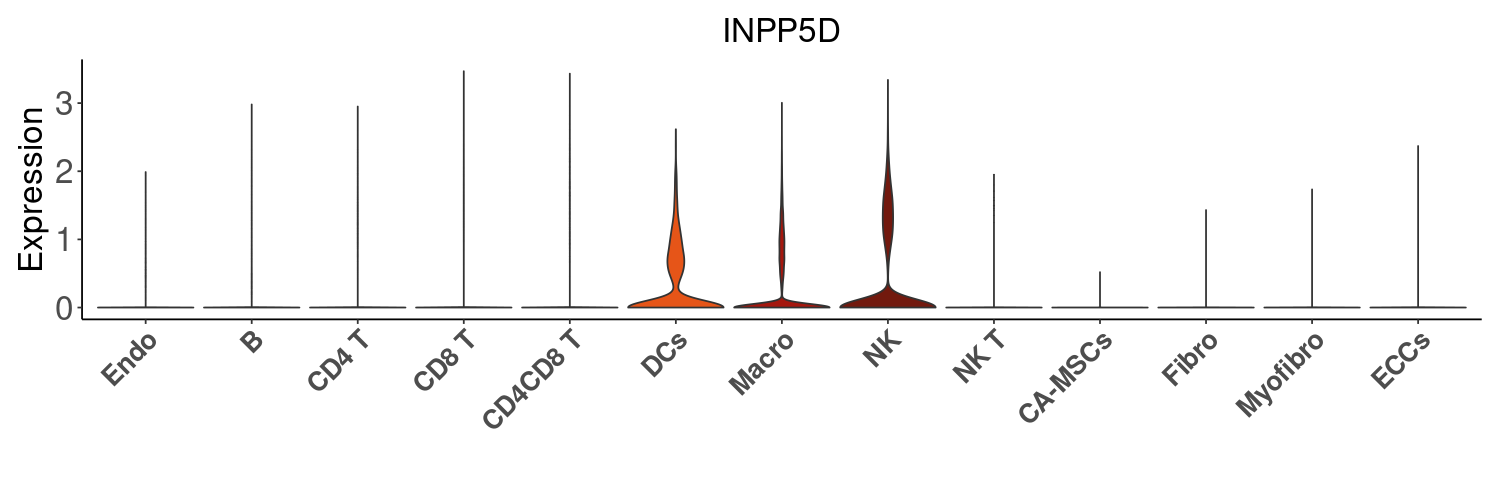 INPP5D
Expression
3
2
1
0
Endo
B
CD4 T
CD8 T
CD4CD8 T
DCs
Macro
NK
NK T
CA-MSCs
Fibro
Myofibro
ECCs